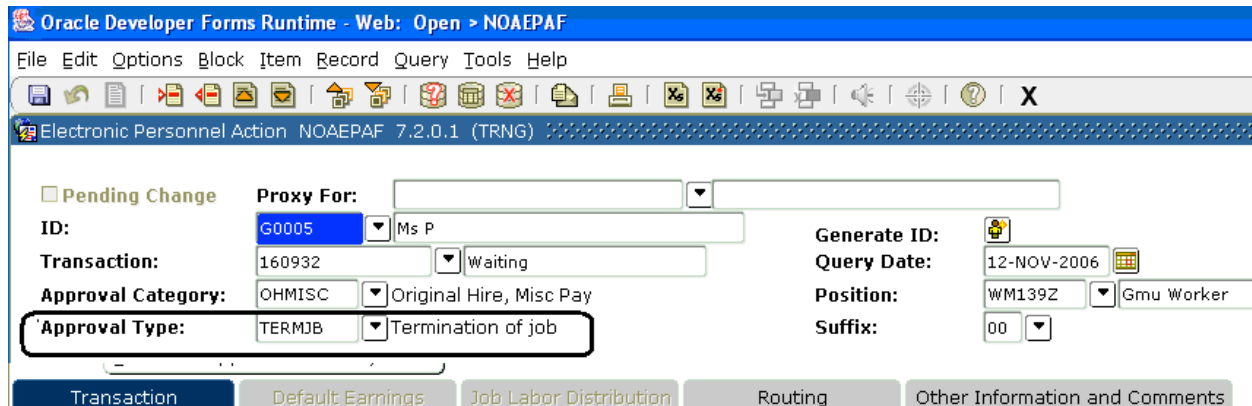 Oracle Developer Forms Runtime - Web: Open > NOAEPAF
File Edit Options Block Item Record Query Tools Help
X
Electronic Personnel Action NOAEPAF 7.2.0.1 (TRNG)
Pending Change Proxy For:
ID: G0005 Ms P Generate ID:
Transaction: 160932 Waiting Query Date: 12-NOV-2006
Approval Category: OHMISC Original Hire, Misc Pay Position: WM139Z Gmu Worker
Approval Type: TERMJB Termination of job Suffix: 00
Transaction Default Earnings Job Labor Distribution Routing Other Information and Comments